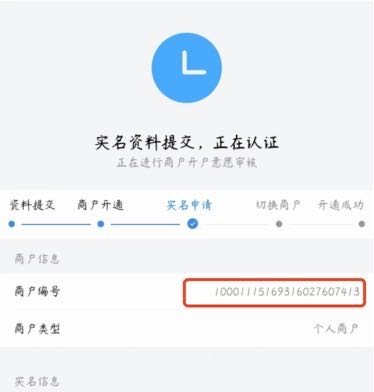 实名资料提交，正在认证
正在进行商户开户意愿审核
资料提交 商户开通 实名申请 切换商户 开通成功
商户信息
商户编号 1000111516931602760​7413
商户类型 个人商户
实名信息